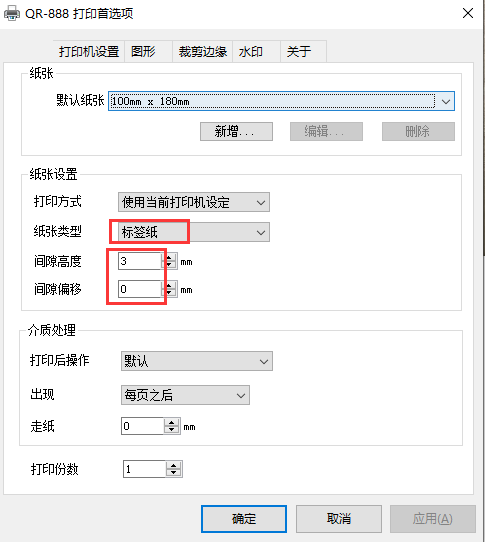 QR-888 打印首选项
打印机设置 图形 裁剪边缘 水印 关于
纸张
默认纸张 100mm x 180mm
新增... 编辑... 删除
纸张设置
打印方式 使用当前打印机设定
纸张类型 标签纸
间隙高度 3 mm
间隙偏移 0 mm
介质处理
打印后操作 默认
出现 每页之后
走纸 0 mm
打印份数 1
确定 取消 应用(A)